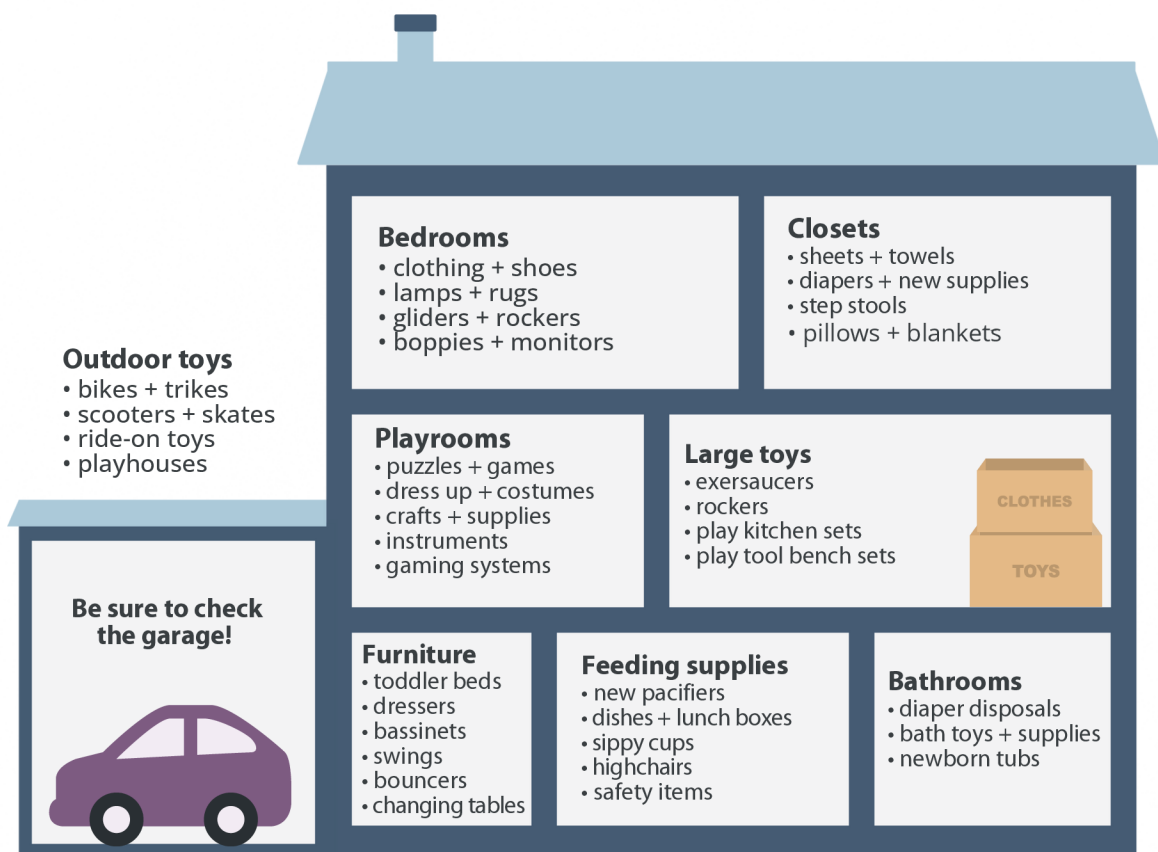 Bedrooms
• clothing + shoes
• lamps + rugs
• gliders + rockers
• boppies + monitors
Closets
• sheets + towels
• diapers + new supplies
• step stools
• pillows + blankets
Outdoor toys
• bikes + trikes
• scooters + skates
• ride-on toys
• playhouses
Playrooms
• puzzles + games
• dress up + costumes
• crafts + supplies
• instruments
• gaming systems
Large toys
• exersaucers
• rockers
• play kitchen sets
• play tool bench sets
CLOTHES
TOYS
Be sure to check
the garage!
Furniture
• toddler beds
• dressers
• bassinets
• swings
• bouncers
• changing tables
Feeding supplies
• new pacifiers
• dishes + lunch boxes
• sippy cups
• highchairs
• safety items
Bathrooms
• diaper disposals
• bath toys + supplies
• newborn tubs